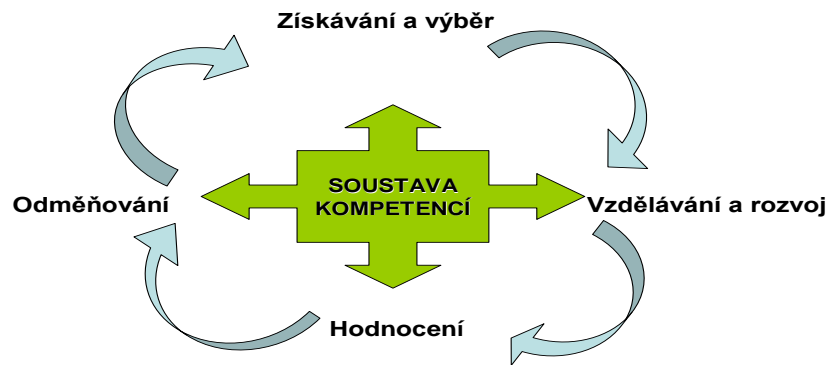 Získávání a výběr
SOUSTAVA
KOMPETENCÍ
Odměňování
Vzdělávání a rozvoj
Hodnocení